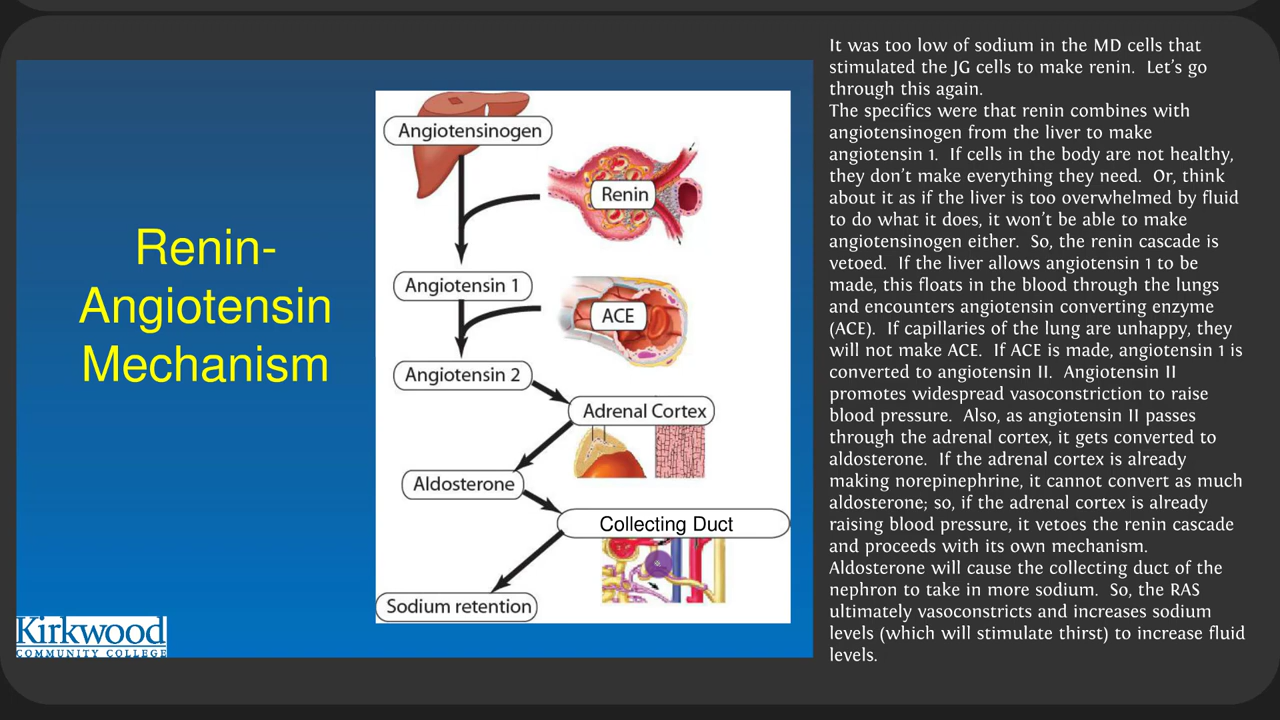 Renin-
Angiotensin
Mechanism
Kirkwood
COMMUNITY COLLEGE
Angiotensinogen
Renin
Angiotensin 1
ACE
Angiotensin 2
Adrenal Cortex
Aldosterone
Collecting Duct
Sodium retention
It was too low of sodium in the MD cells that
stimulated the JG cells to make renin.  Let's go
through this again.
The specifics were that renin combines with
angiotensinogen from the liver to make
angiotensin 1.  If cells in the body are not healthy,
they don't make everything they need.  Or, think
about it as if the liver is too overwhelmed by fluid
to do what it does, it won't be able to make
angiotensinogen either.  So, the renin cascade is
vetoed.  If the liver allows angiotensin 1 to be
made, this floats in the blood through the lungs
and encounters angiotensin converting enzyme
(ACE).  If capillaries of the lung are unhappy, they
will not make ACE.  If ACE is made, angiotensin 1 is
converted to angiotensin II.  Angiotensin II
promotes widespread vasoconstriction to raise
blood pressure.  Also, as angiotensin II passes
through the adrenal cortex, it gets converted to
aldosterone.  If the adrenal cortex is already
making norepinephrine, it cannot convert as much
aldosterone; so, if the adrenal cortex is already
raising blood pressure, it vetoes the renin cascade
and proceeds with its own mechanism.
Aldosterone will cause the collecting duct of the
nephron to take in more sodium.  So, the RAS
ultimately vasoconstricts and increases sodium
levels (which will stimulate thirst) to increase fluid
levels.